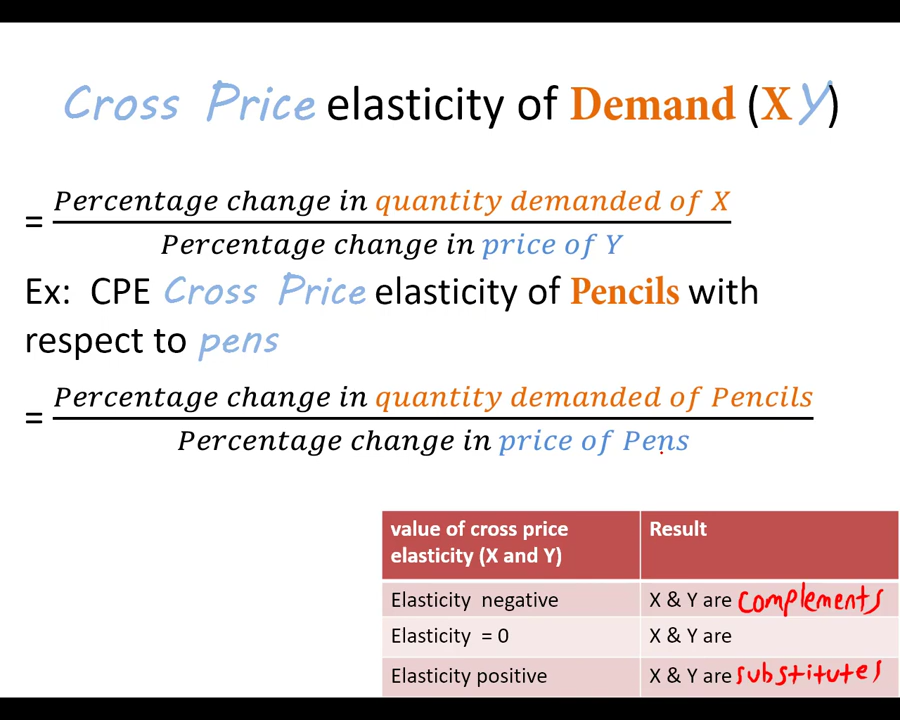 Cross Price elasticity of Demand (XY)
= Percentage change in quantity demanded of X
Percentage change in price of Y
Ex: CPE Cross Price elasticity of Pencils with
respect to pens
= Percentage change in quantity demanded of Pencils
Percentage change in price of Pens
value of cross price elasticity (X and Y) Result
Elasticity negative X & Y are complements
Elasticity = 0 X & Y are
Elasticity positive X & Y are substitutes